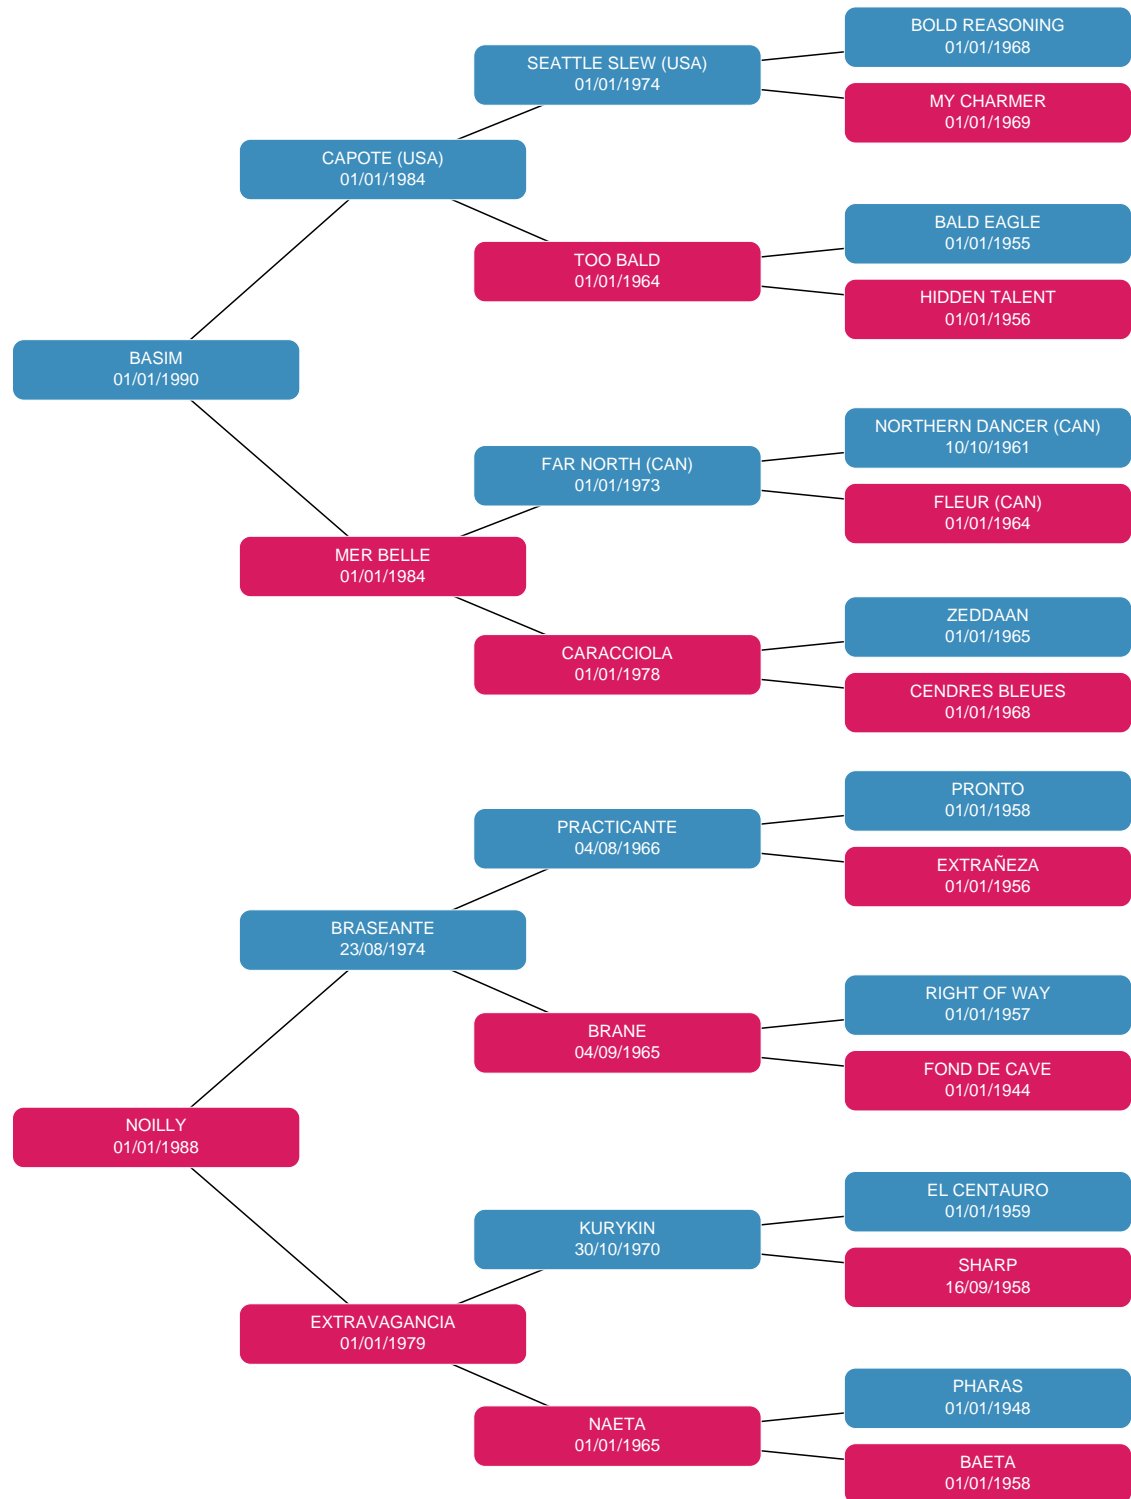 BOLD REASONING
01/01/1968
SEATTLE SLEW (USA)
01/01/1974
MY CHARMER
01/01/1969
CAPOTE (USA)
01/01/1984
BALD EAGLE
01/01/1955
TOO BALD
01/01/1964
HIDDEN TALENT
01/01/1956
BASIM
01/01/1990
NORTHERN DANCER (CAN)
10/10/1961
FAR NORTH (CAN)
01/01/1973
FLEUR (CAN)
01/01/1964
MER BELLE
01/01/1984
ZEDDAAN
01/01/1965
CARACCIOLA
01/01/1978
CENDRES BLEUES
01/01/1968
PRONTO
01/01/1958
PRACTICANTE
04/08/1966
EXTRAÑEZA
01/01/1956
BRASEANTE
23/08/1974
RIGHT OF WAY
01/01/1957
BRANE
04/09/1965
FOND DE CAVE
01/01/1944
NOILLY
01/01/1988
EL CENTAURO
01/01/1959
KURYKIN
30/10/1970
SHARP
16/09/1958
EXTRAVAGANCIA
01/01/1979
PHARAS
01/01/1948
NAETA
01/01/1965
BAETA
01/01/1958